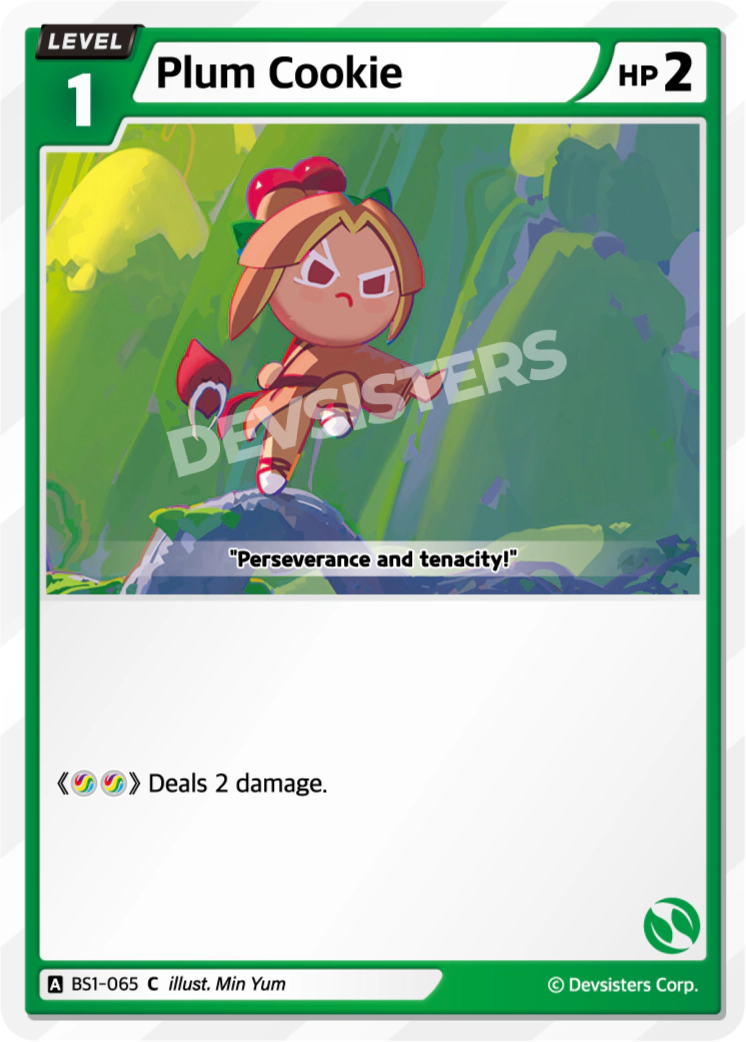 LEVEL
1
Plum Cookie
HP 2
DEVSISTERS
"Perseverance and tenacity!"
《》 Deals 2 damage.
A BS1-065 C illust. Min Yum
© Devsisters Corp.